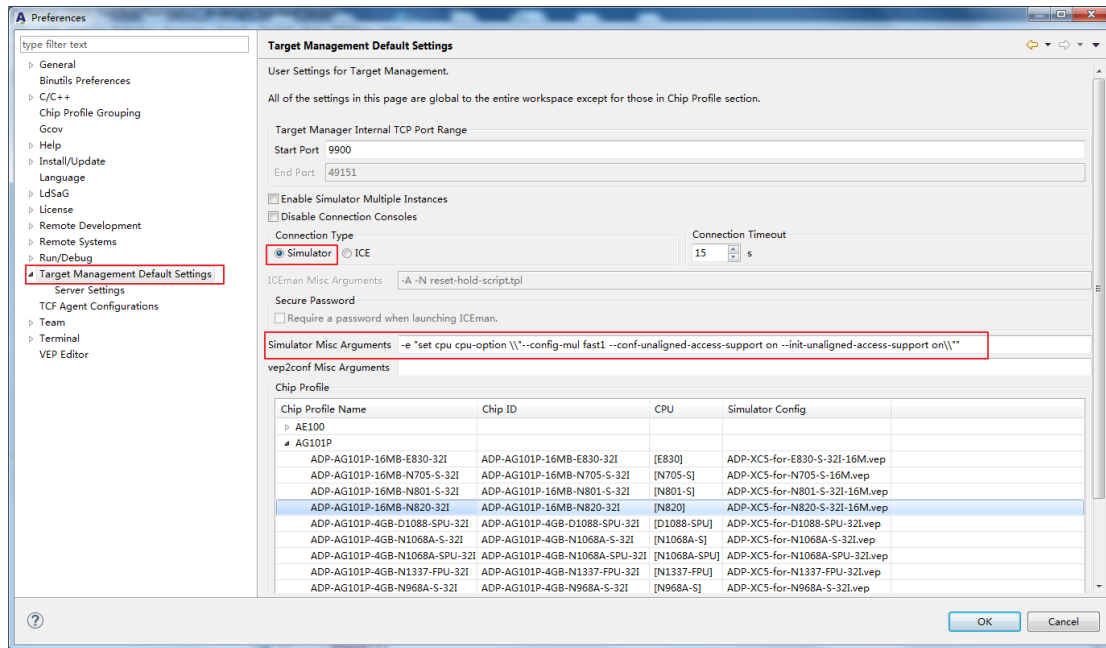 Preferences
type filter text
General
Binutils Preferences
C/C++
Chip Profile Grouping
Gcov
Help
Install/Update
Language
LdSaG
License
Remote Development
Remote Systems
Run/Debug
Target Management Default Settings
Server Settings
TCF Agent Configurations
Team
Terminal
VEP Editor
Target Management Default Settings
User Settings for Target Management.
All of the settings in this page are global to the entire workspace except for those in Chip Profile section.
Target Manager Internal TCP Port Range
Start Port 9900
End Port 49151
Enable Simulator Multiple Instances
Disable Connection Consoles
Connection Type
Simulator ICE
Connection Timeout
15 s
ICEman Misc Arguments -A -N reset-hold-script.tpl
Secure Password
Require a password when launching ICEman.
Simulator Misc Arguments -e "set cpu cpu-option \\"--config-mul fast1 --conf-unaligned-access-support on --init-unaligned-access-support on\\""
vep2conf Misc Arguments
Chip Profile
Chip Profile Name Chip ID CPU Simulator Config
AE100
AG101P
ADP-AG101P-16MB-E830-32I ADP-AG101P-16MB-E830-32I [E830] ADP-XC5-for-E830-S-32I-16M.vep
ADP-AG101P-16MB-N705-S-32I ADP-AG101P-16MB-N705-S-32I [N705-S] ADP-XC5-for-N705-S-16M.vep
ADP-AG101P-16MB-N801-S-32I ADP-AG101P-16MB-N801-S-32I [N801-S] ADP-XC5-for-N801-S-32I-16M.vep
ADP-AG101P-16MB-N820-32I ADP-AG101P-16MB-N820-32I [N820] ADP-XC5-for-N820-S-32I-16M.vep
ADP-AG101P-4GB-D1088-SPU-32I ADP-AG101P-4GB-D1088-SPU-32I [D1088-SPU] ADP-XC5-for-D1088-SPU-32I.vep
ADP-AG101P-4GB-N1068A-S-32I ADP-AG101P-4GB-N1068A-S-32I [N1068A-S] ADP-XC5-for-N1068A-S-32I.vep
ADP-AG101P-4GB-N1068A-SPU-32I ADP-AG101P-4GB-N1068A-SPU-32I [N1068A-SPU] ADP-XC5-for-N1068A-SPU-32I.vep
ADP-AG101P-4GB-N1337-FPU-32I ADP-AG101P-4GB-N1337-FPU-32I [N1337-FPU] ADP-XC5-for-N1337-FPU-32I.vep
ADP-AG101P-4GB-N968A-S-32I ADP-AG101P-4GB-N968A-S-32I [N968A-S] ADP-XC5-for-N968A-S-32I.vep
OK Cancel